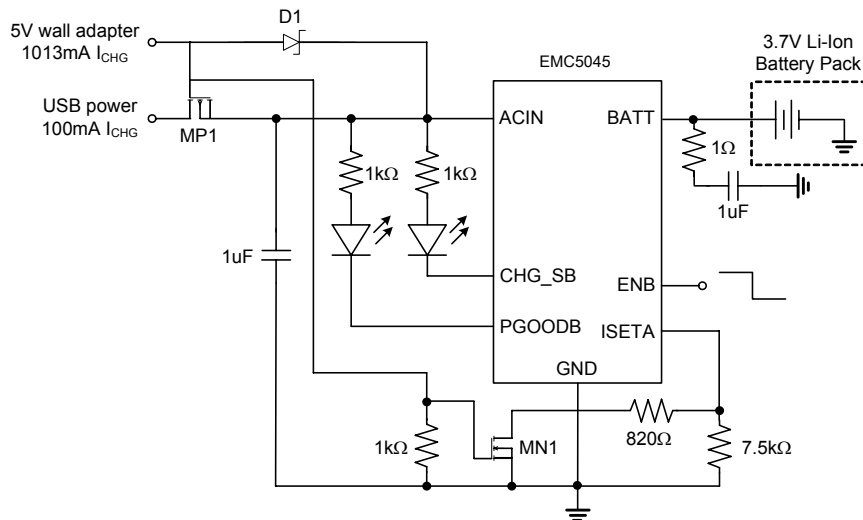 5V wall adapter
1013mA ICHG
D1
USB power
100mA ICHG
MP1
EMC5045
3.7V Li-Ion
Battery Pack
ACIN
BATT
1kΩ
1kΩ
1Ω
1uF
1uF
CHG_SB
ENB
PGOODB
ISETA
GND
1kΩ
MN1
820Ω
7.5kΩ